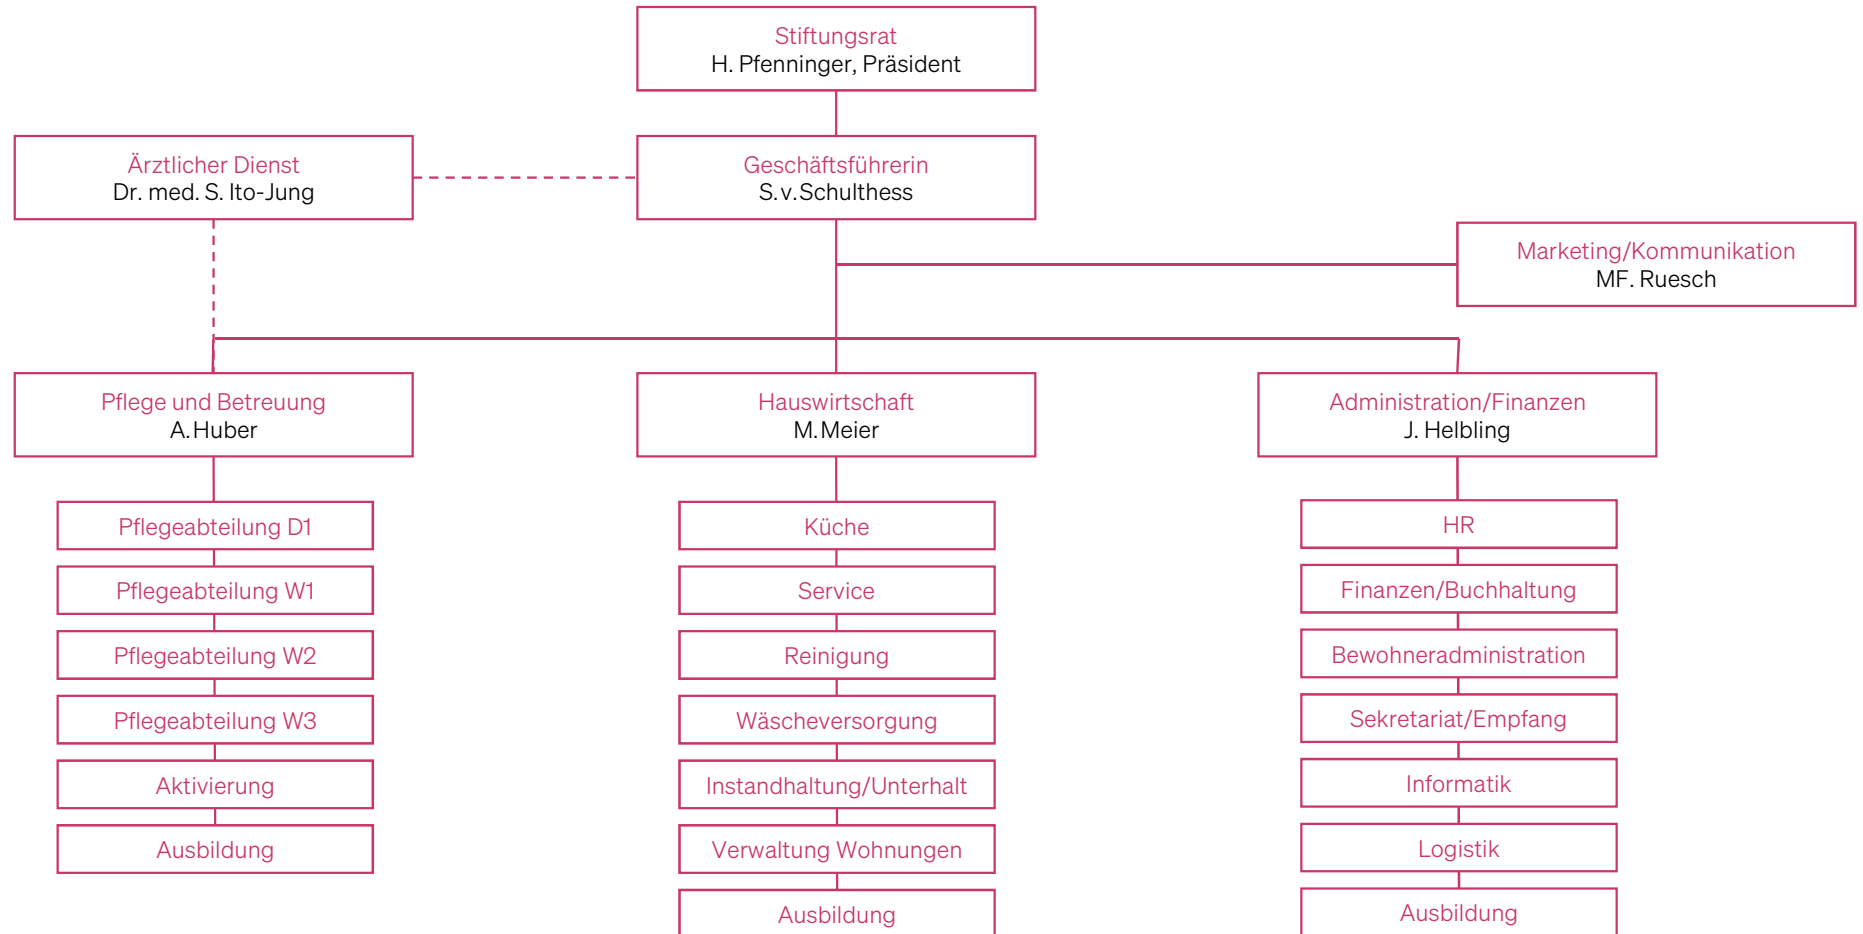 Stiftungsrat
H. Pfenninger, Präsident
Ärztlicher Dienst
Dr. med. S. Ito-Jung
Geschäftsführerin
S.v.Schulthess
Marketing/Kommunikation
MF. Ruesch
Pflege und Betreuung
A.Huber
Hauswirtschaft
M.Meier
Administration/Finanzen
J. Helbling
Pflegeabteilung D1
Pflegeabteilung W1
Pflegeabteilung W2
Pflegeabteilung W3
Aktivierung
Ausbildung
Küche
Service
Reinigung
Wäscheversorgung
Instandhaltung/Unterhalt
Verwaltung Wohnungen
Ausbildung
HR
Finanzen/Buchhaltung
Bewohneradministration
Sekretariat/Empfang
Informatik
Logistik
Ausbildung